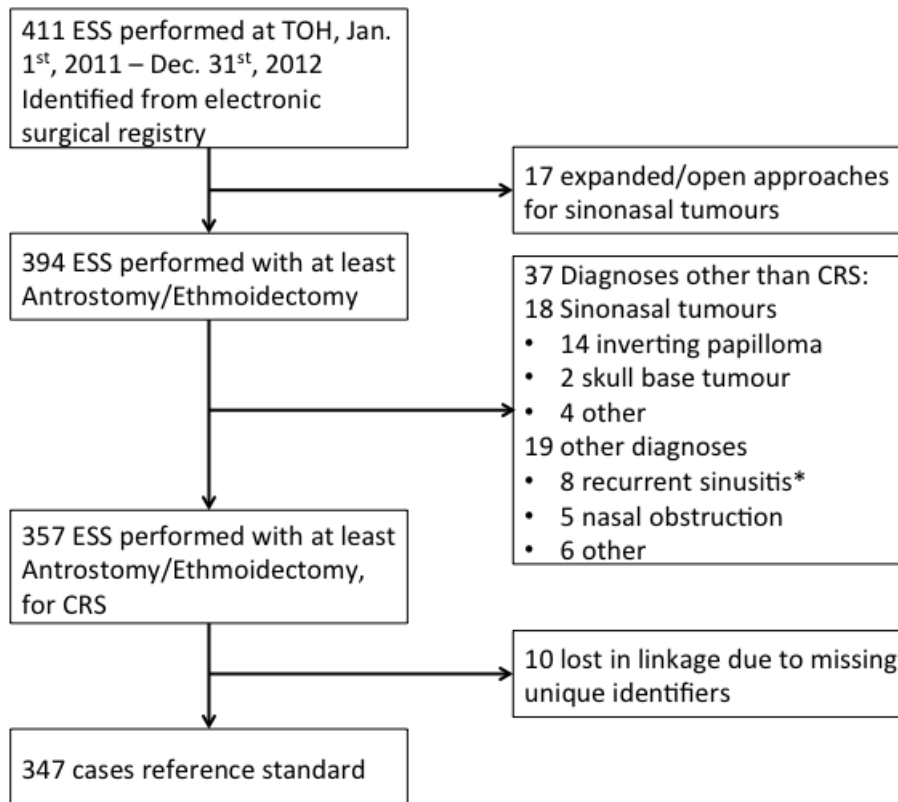 411 ESS performed at TOH, Jan.
1st, 2011 – Dec. 31st, 2012
Identified from electronic
surgical registry
17 expanded/open approaches
for sinonasal tumours
394 ESS performed with at least
Antrostomy/Ethmoidectomy
37 Diagnoses other than CRS:
18 Sinonasal tumours
• 14 inverting papilloma
• 2 skull base tumour
• 4 other
19 other diagnoses
• 8 recurrent sinusitis*
• 5 nasal obstruction
• 6 other
357 ESS performed with at least
Antrostomy/Ethmoidectomy,
for CRS
10 lost in linkage due to missing
unique identifiers
347 cases reference standard